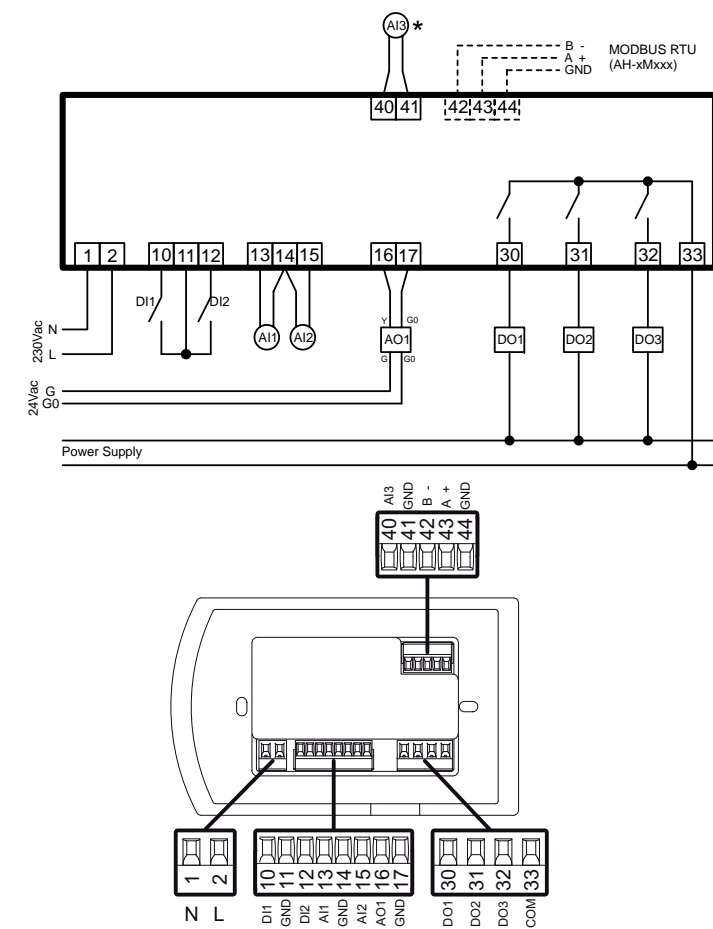 AI3 *
B -
A +
GND
MODBUS RTU
(AH-xMxxx)
40 41 42 43 44
1 2 10 11 12 13 14 15 16 17 30 31 32 33
DI1 DI2
AI1 AI2
Y G0
AO1
G G0
DO1 DO2 DO3
230Vac
N
L
24Vac
G
G0
Power Supply
AI3 GND B - A + GND
40 41 42 43 44
1 2
N L
10 11 12 13 14 15 16 17
DI1 GND DI2 AI1 GND AI2 AO1 GND
30 31 32 33
DO1 DO2 DO3 COM